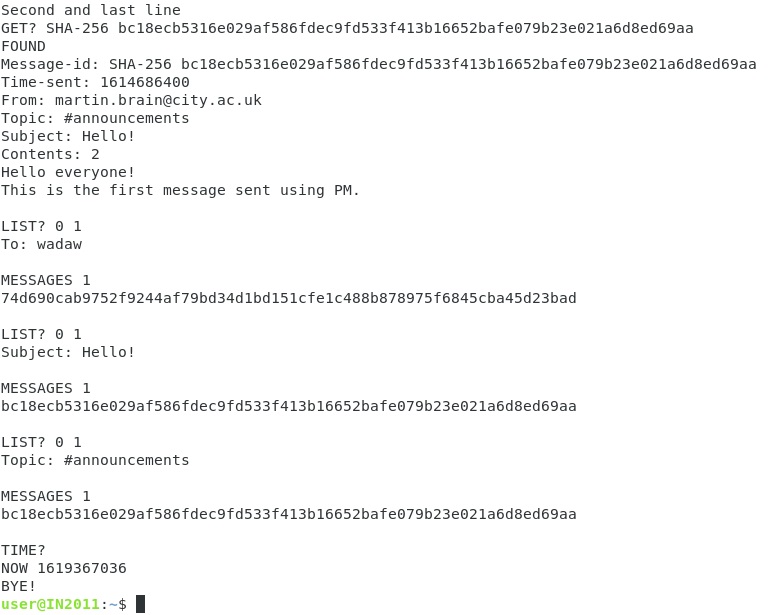 Second and last line
GET? SHA-256 bc18ecb5316e029af586fdec9fd533f413b16652bafe079b23e021a6d8ed69aa
FOUND
Message-id: SHA-256 bc18ecb5316e029af586fdec9fd533f413b16652bafe079b23e021a6d8ed69aa
Time-sent: 1614686400
From: martin.brain@city.ac.uk
Topic: #announcements
Subject: Hello!
Contents: 2
Hello everyone!
This is the first message sent using PM.
LIST? 0 1
To: wadaw
MESSAGES 1
74d690cab9752f9244af79bd34d1bd151cfe1c488b878975f6845cba45d23bad
LIST? 0 1
Subject: Hello!
MESSAGES 1
bc18ecb5316e029af586fdec9fd533f413b16652bafe079b23e021a6d8ed69aa
LIST? 0 1
Topic: #announcements
MESSAGES 1
bc18ecb5316e029af586fdec9fd533f413b16652bafe079b23e021a6d8ed69aa
TIME?
NOW 1619367036
BYE!
user@IN2011:~$